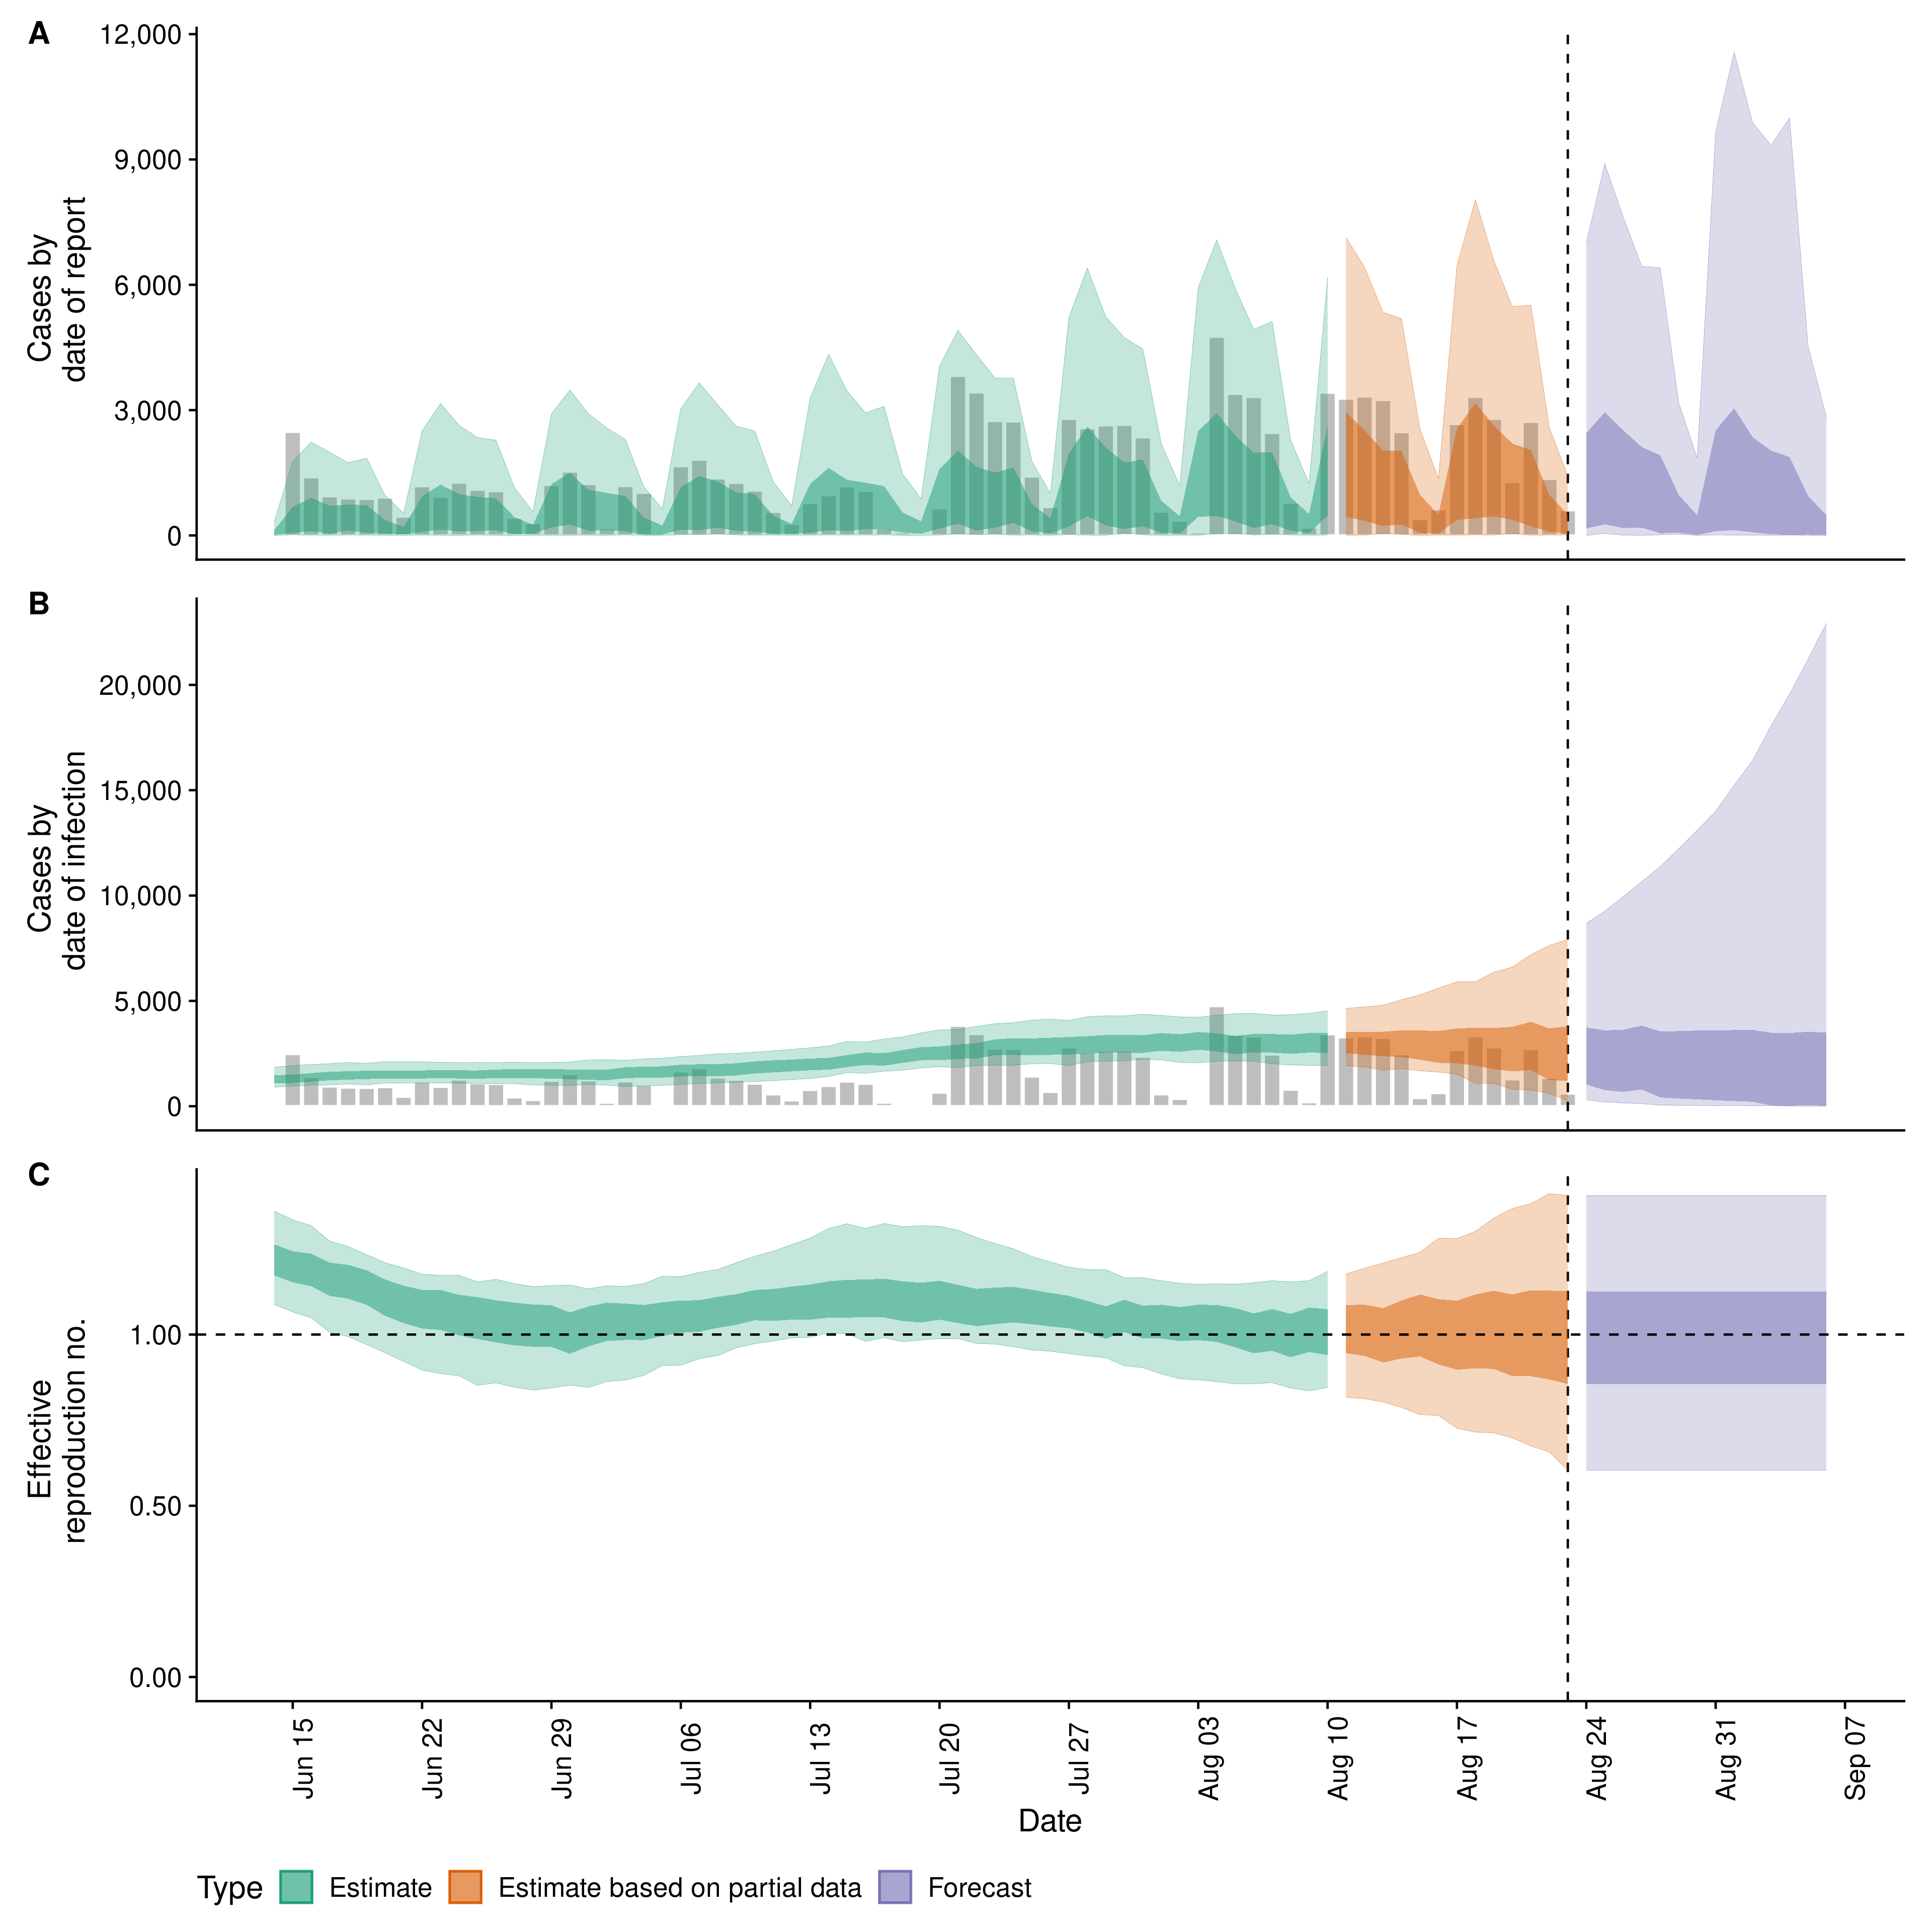 A
Cases by
date of report
12,000
9,000
6,000
3,000
0
B
Cases by
date of infection
20,000
15,000
10,000
5,000
0
C
Effective
reproduction no.
1.00
0.50
0.00
Jun 15
Jun 22
Jun 29
Jul 06
Jul 13
Jul 20
Jul 27
Aug 03
Aug 10
Aug 17
Aug 24
Aug 31
Sep 07
Date
Type Estimate Estimate based on partial data Forecast